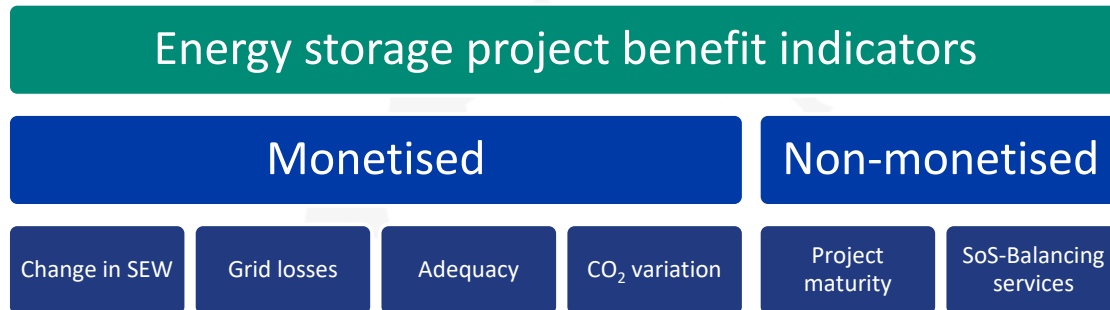 Energy storage project benefit indicators
Monetised
Non-monetised
Change in SEW
Grid losses
Adequacy
CO₂ variation
Project
maturity
SoS-Balancing
services